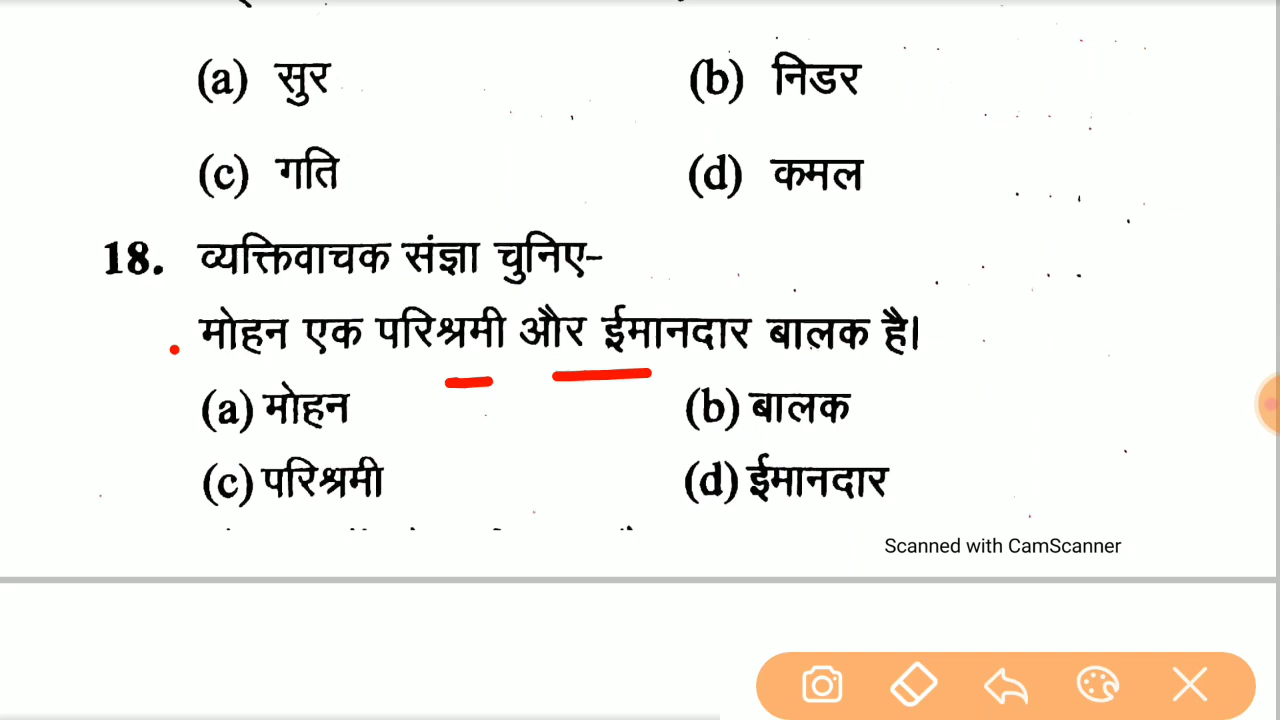 (a) सुर (b) निडर
(c) गति (d) कमल
18. व्यक्तिवाचक संज्ञा चुनिए-
मोहन एक परिश्रमी और ईमानदार बालक है।
(a) मोहन (b) बालक
(c) परिश्रमी (d) ईमानदार
Scanned with CamScanner